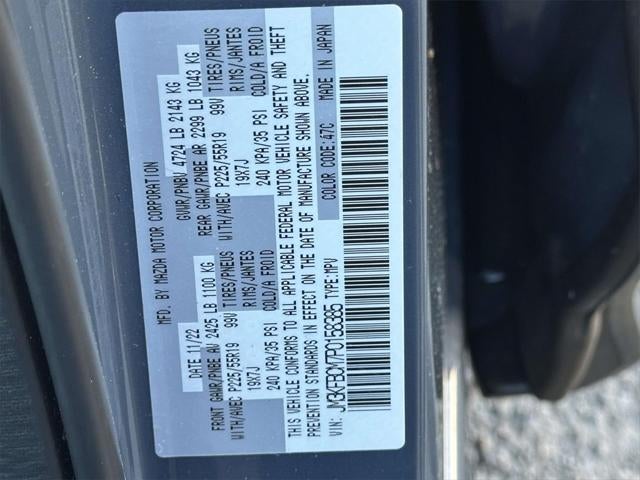 MFD. BY MAZDA MOTOR CORPORATION
DATE 11/22 GVWR/PNBV 4724 LB 2143 KG
FRONT GAWR/PNBE AV 2425 LB 1100 KG REAR GAWR/PNBE AR 2299 LB 1043 KG
WITH/AVEC P225/55R19 99V TIRES/PNEUS WITH/AVEC P225/55R19 99V TIRES/PNEUS
19X7J RIMS/JANTES 19X7J RIMS/JANTES
240 KPA/35 PSI COLD/A FROID 240 KPA/35 PSI COLD/A FROID
THIS VEHICLE CONFORMS TO ALL APPLICABLE FEDERAL MOTOR VEHICLE SAFETY AND THEFT
PREVENTION STANDARDS IN EFFECT ON THE DATE OF MANUFACTURE SHOWN ABOVE.
COLOR CODE:47C MADE IN JAPAN
VIN: JM3KFBCM7P0158385 TYPE:MPV